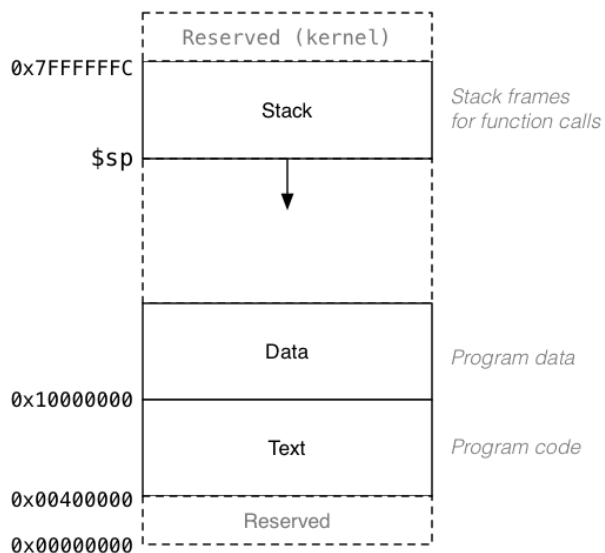 Reserved (kernel)
0x7FFFFFFC
Stack
Stack frames
for function calls
$sp
Data
Program data
0x10000000
Text
Program code
0x00400000
Reserved
0x00000000